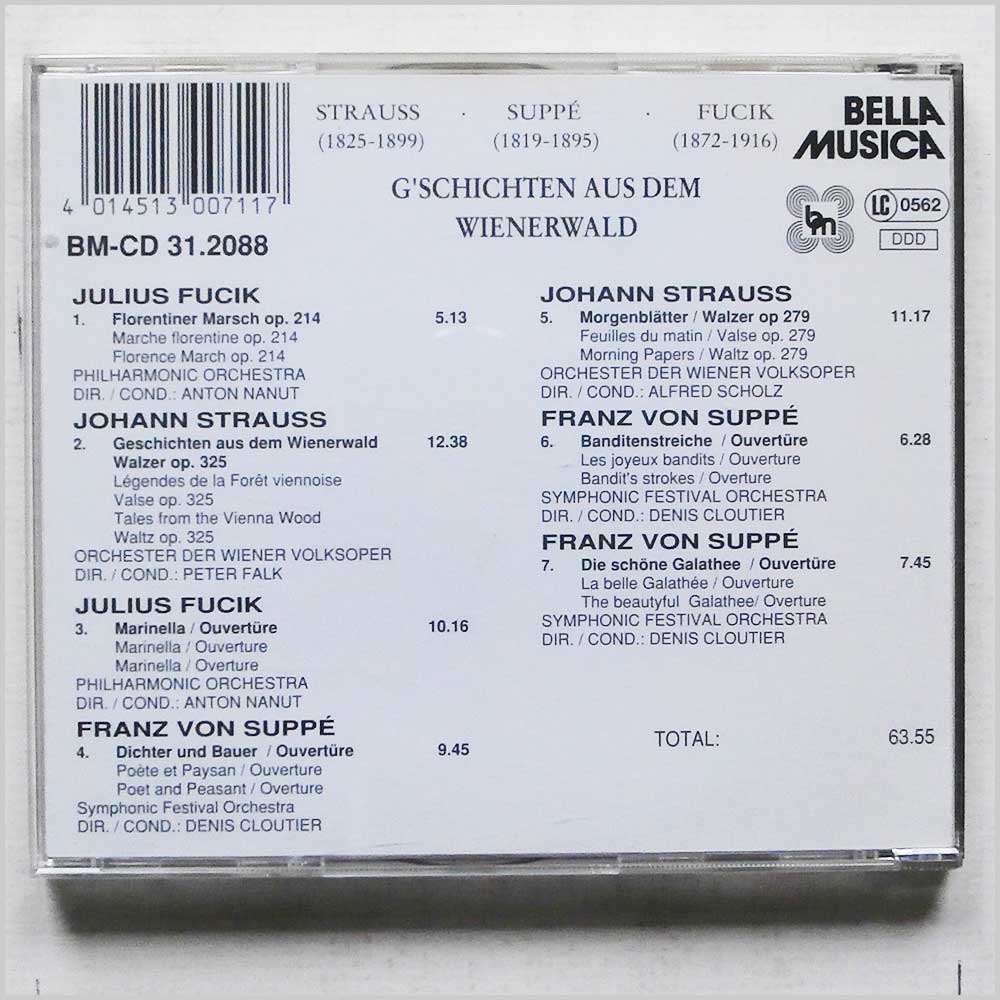 STRAUSS · SUPPÉ · FUCIK
(1825-1899) (1819-1895) (1872-1916)
BELLA MUSICA
G'SCHICHTEN AUS DEM
WIENERWALD
4 014513 007117
BM-CD 31.2088
bm
LC 0562
DDD
JULIUS FUCIK
1. Florentiner Marsch op. 214 5.13
Marche florentine op. 214
Florence March op. 214
PHILHARMONIC ORCHESTRA
DIR. / COND.: ANTON NANUT
JOHANN STRAUSS
2. Geschichten aus dem Wienerwald 12.38
Walzer op. 325
Légendes de la Forêt viennoise
Valse op. 325
Tales from the Vienna Wood
Waltz op. 325
ORCHESTER DER WIENER VOLKSOPER
DIR. / COND.: PETER FALK
JULIUS FUCIK
3. Marinella / Ouvertüre 10.16
Marinella / Ouverture
Marinella / Overture
PHILHARMONIC ORCHESTRA
DIR. / COND.: ANTON NANUT
FRANZ VON SUPPÉ
4. Dichter und Bauer / Ouvertüre 9.45
Poète et Paysan / Ouverture
Poet and Peasant / Overture
Symphonic Festival Orchestra
DIR. / COND.: DENIS CLOUTIER
JOHANN STRAUSS
5. Morgenblätter / Walzer op 279 11.17
Feuilles du matin / Valse op. 279
Morning Papers / Waltz op. 279
ORCHESTER DER WIENER VOLKSOPER
DIR. / COND.: ALFRED SCHOLZ
FRANZ VON SUPPÉ
6. Banditenstreiche / Ouvertüre 6.28
Les joyeux bandits / Ouverture
Bandit's strokes / Overture
SYMPHONIC FESTIVAL ORCHESTRA
DIR. / COND.: DENIS CLOUTIER
FRANZ VON SUPPÉ
7. Die schöne Galathee / Ouvertüre 7.45
La belle Galathée / Ouverture
The beautyful Galathee/ Overture
SYMPHONIC FESTIVAL ORCHESTRA
DIR. / COND.: DENIS CLOUTIER
TOTAL: 63.55